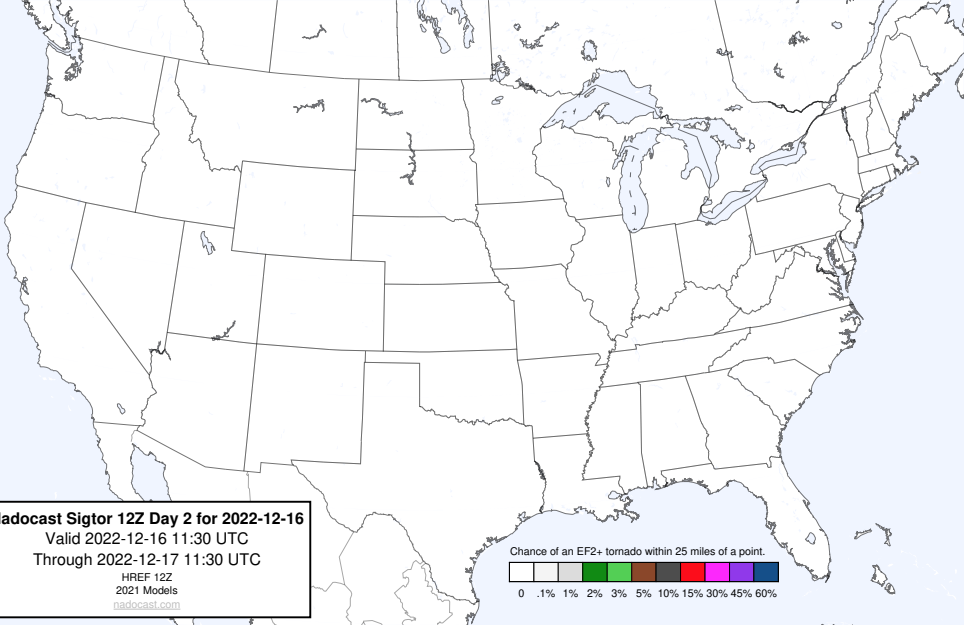 adocast Sigtor 12Z Day 2 for 2022-12-16
Valid 2022-12-16 11:30 UTC
Through 2022-12-17 11:30 UTC
HREF 12Z
2021 Models
nadocast.com
Chance of an EF2+ tornado within 25 miles of a point.
0 .1% 1% 2% 3% 5% 10% 15% 30% 45% 60%